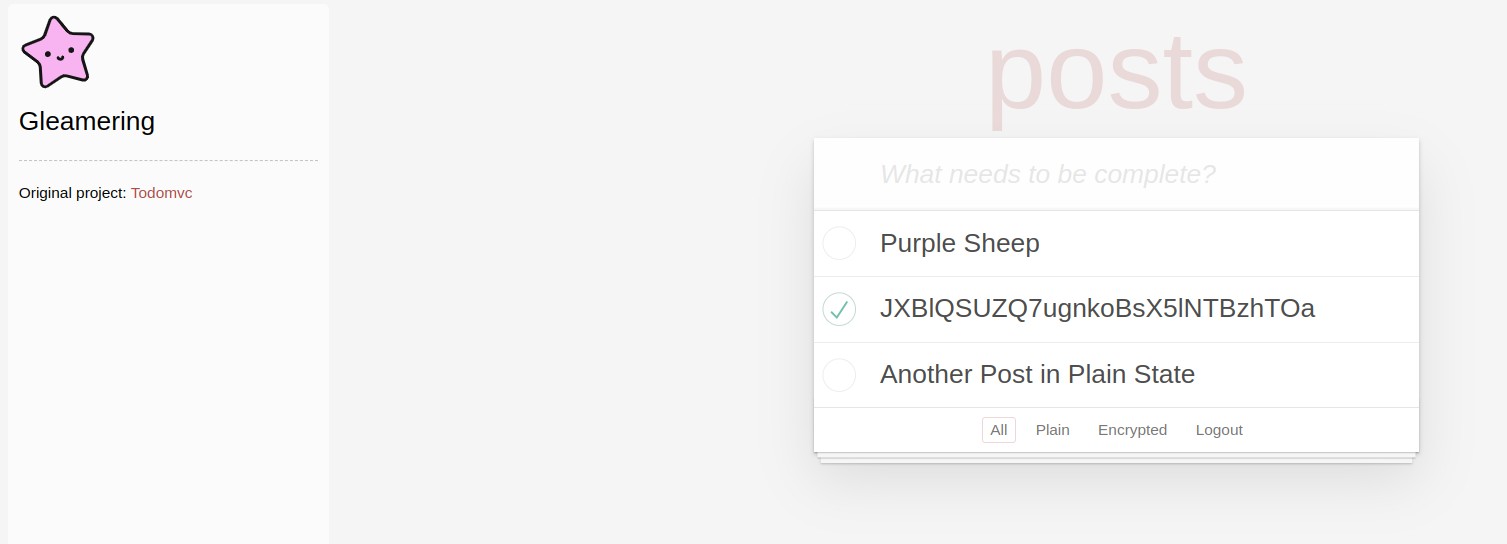 Gleamering
Original project: Todomvc
posts
What needs to be complete?
Purple Sheep
JXBlQSUZQ7ugnkoBsX5lNTBzhTOa
Another Post in Plain State
All Plain Encrypted Logout